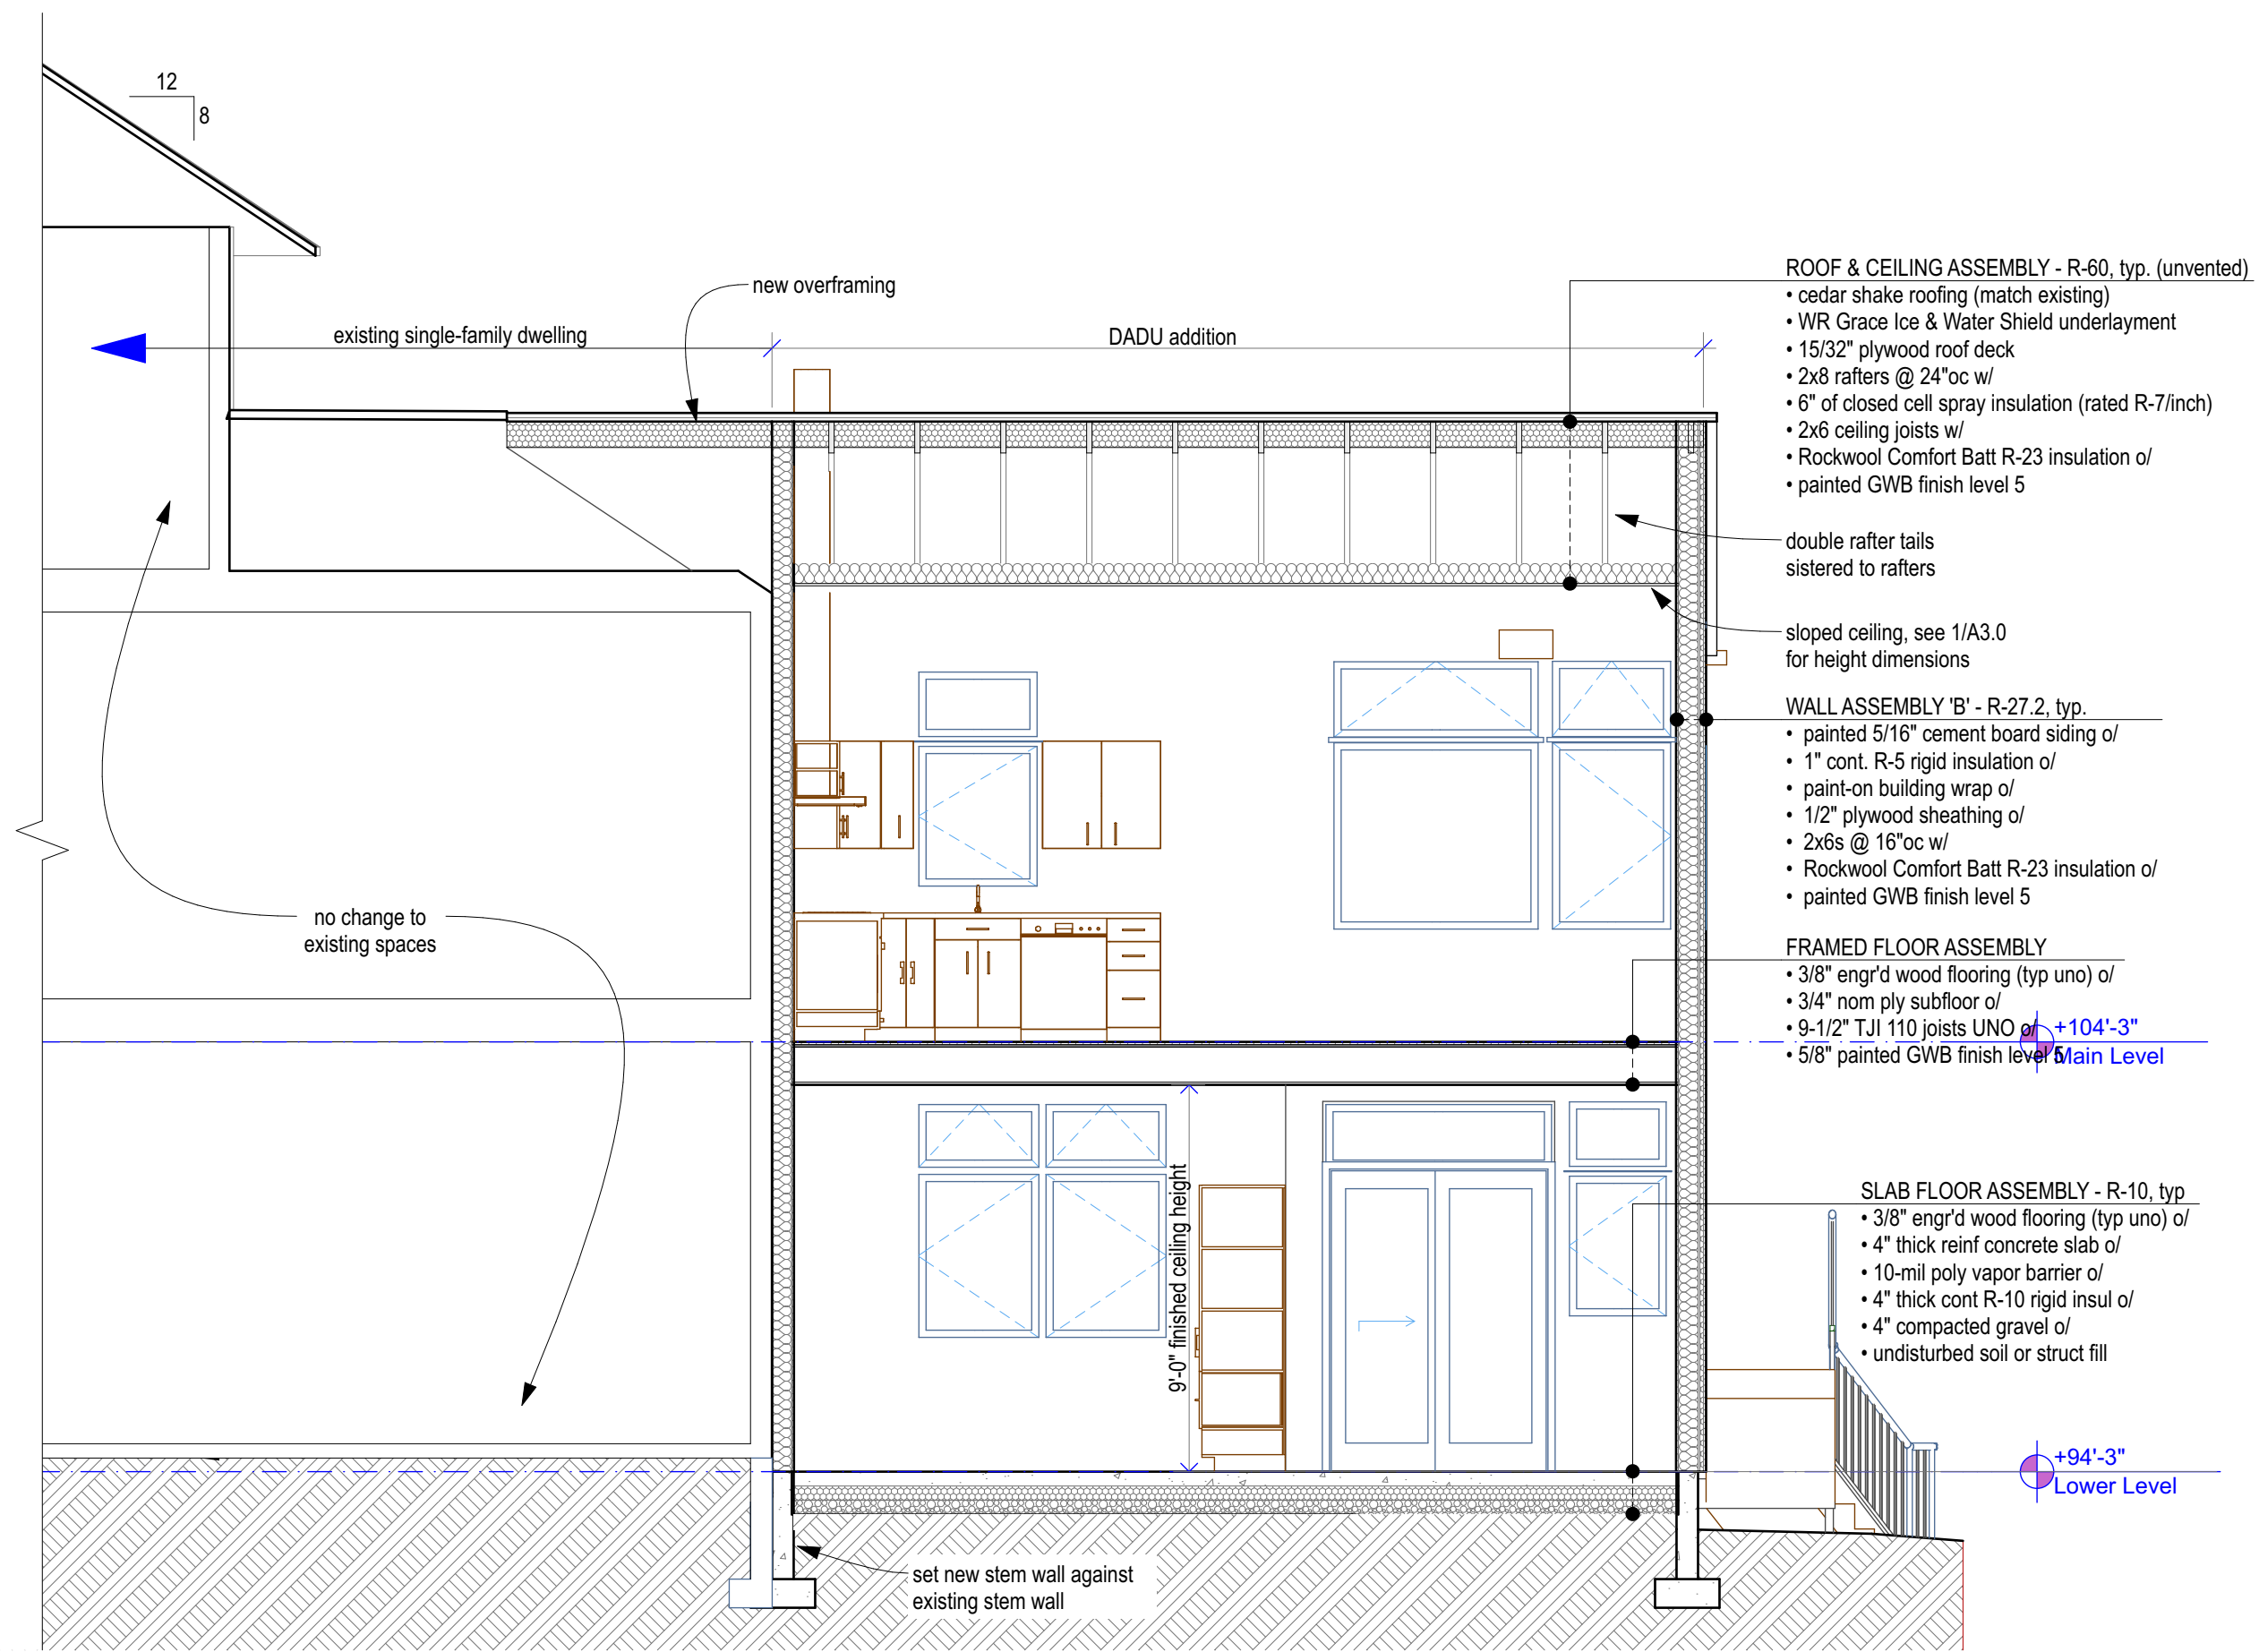 12
8
new overframing
existing single-family dwelling
DADU addition
ROOF & CEILING ASSEMBLY - R-60, typ. (unvented)
• cedar shake roofing (match existing)
• WR Grace Ice & Water Shield underlayment
• 15/32" plywood roof deck
• 2x8 rafters @ 24"oc w/
• 6" of closed cell spray insulation (rated R-7/inch)
• 2x6 ceiling joists w/
• Rockwool Comfort Batt R-23 insulation o/
• painted GWB finish level 5
double rafter tails
sistered to rafters
sloped ceiling, see 1/A3.0
for height dimensions
WALL ASSEMBLY 'B' - R-27.2, typ.
• painted 5/16" cement board siding o/
• 1" cont. R-5 rigid insulation o/
• paint-on building wrap o/
• 1/2" plywood sheathing o/
• 2x6s @ 16"oc w/
• Rockwool Comfort Batt R-23 insulation o/
• painted GWB finish level 5
no change to
existing spaces
FRAMED FLOOR ASSEMBLY
• 3/8" engr'd wood flooring (typ uno) o/
• 3/4" nom ply subfloor o/
• 9-1/2" TJI 110 joists UNO o/
• 5/8" painted GWB finish level 5
+104'-3"
Main Level
9'-0" finished ceiling height
SLAB FLOOR ASSEMBLY - R-10, typ
• 3/8" engr'd wood flooring (typ uno) o/
• 4" thick reinf concrete slab o/
• 10-mil poly vapor barrier o/
• 4" thick cont R-10 rigid insul o/
• 4" compacted gravel o/
• undisturbed soil or struct fill
+94'-3"
Lower Level
set new stem wall against
existing stem wall